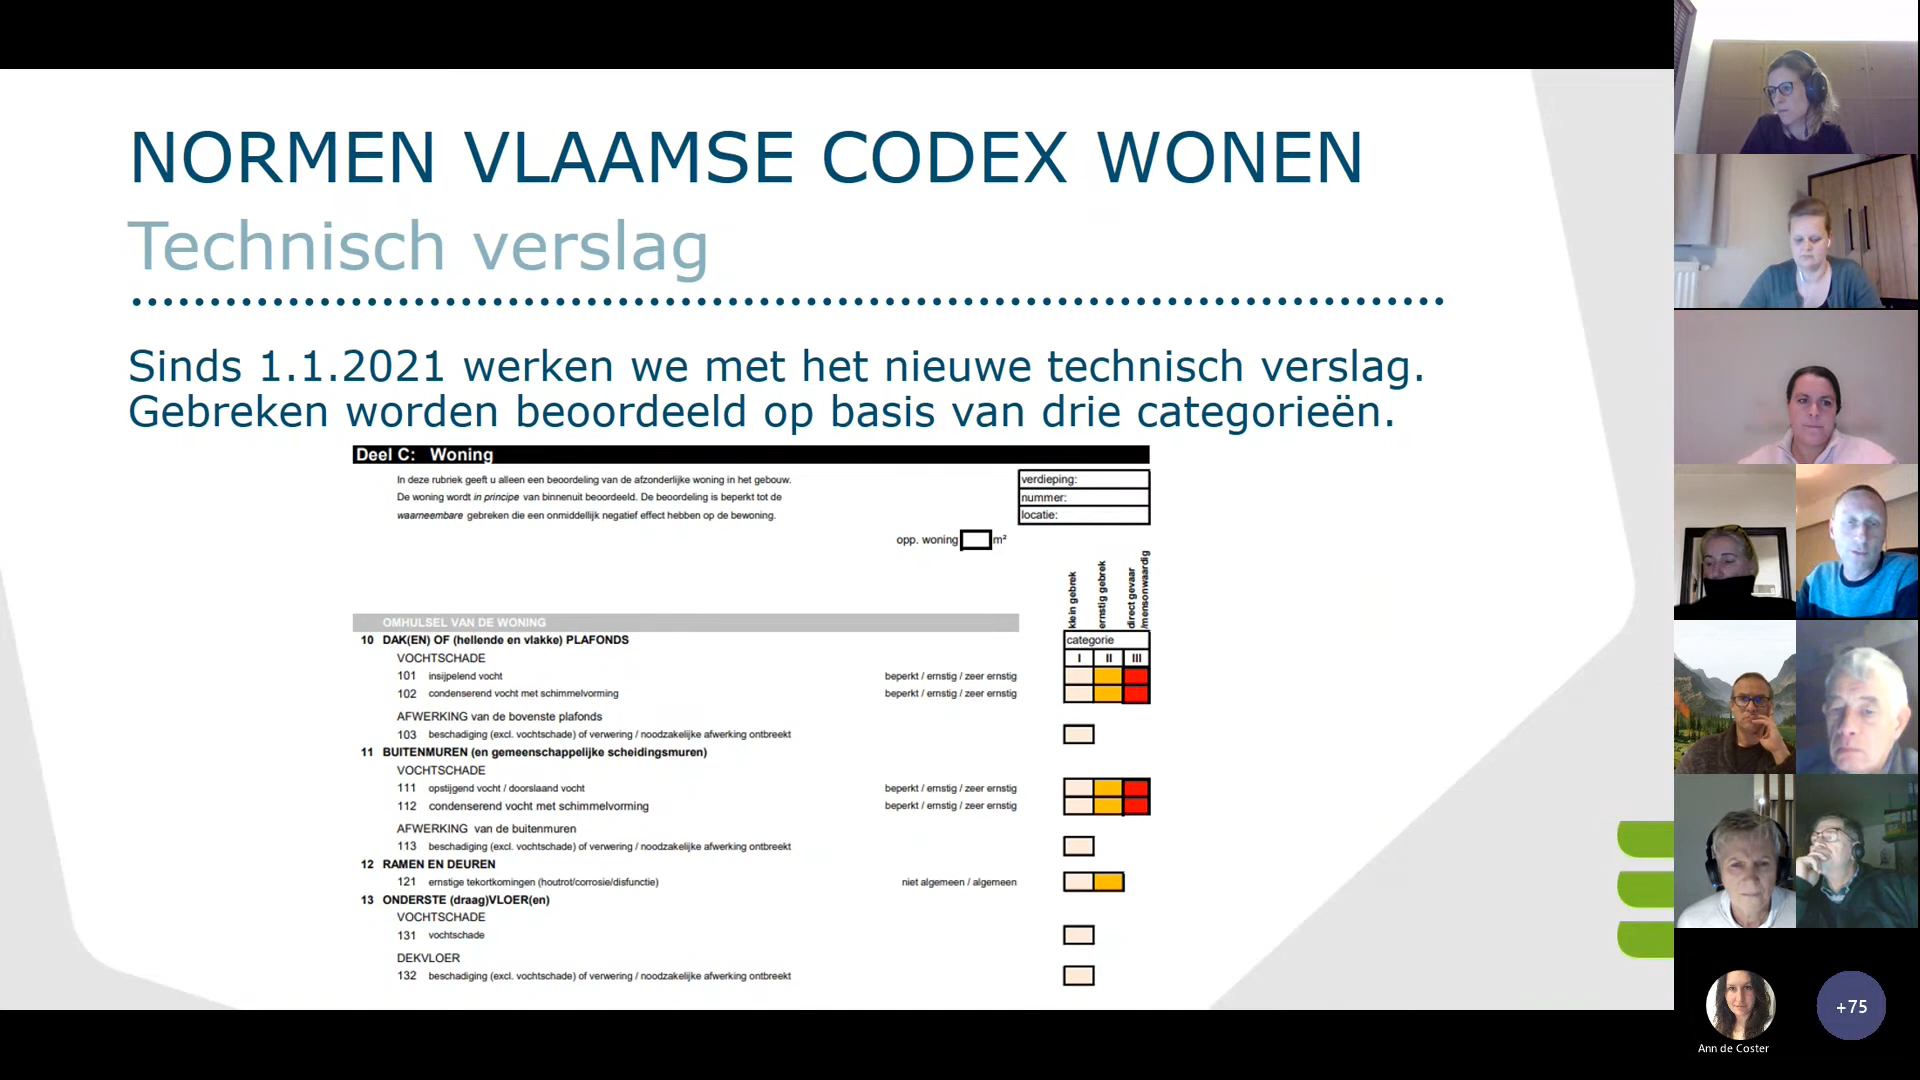 NORMEN VLAAMSE CODEX WONEN
Technisch verslag
Sinds 1.1.2021 werken we met het nieuwe technisch verslag.
Gebreken worden beoordeeld op basis van drie categorieën.
Deel C: Woning
In deze rubriek geeft u alleen een beoordeling van de afzonderlijke woning in het gebouw.
De woning wordt in principe van binnenuit beoordeeld. De beoordeling is beperkt tot de
waarneembare gebreken die een onmiddellijk negatief effect hebben op de bewoning.
verdieping:
nummer:
locatie:
opp. woning m²
klein gebrek
ernstig gebrek
direct gevaar
/mensonwaardig
OMHULSEL VAN DE WONING
10 DAK(EN) OF (hellende en vlakke) PLAFONDS
categorie
VOCHTSCHADE
I II III
101 insijpelend vocht beperkt / ernstig / zeer ernstig
102 condenserend vocht met schimmelvorming beperkt / ernstig / zeer ernstig
AFWERKING van de bovenste plafonds
103 beschadiging (excl. vochtschade) of verwering / noodzakelijke afwerking ontbreekt
11 BUITENMUREN (en gemeenschappelijke scheidingsmuren)
VOCHTSCHADE
111 opstijgend vocht / doorslaand vocht beperkt / ernstig / zeer ernstig
112 condenserend vocht met schimmelvorming beperkt / ernstig / zeer ernstig
AFWERKING van de buitenmuren
113 beschadiging (excl. vochtschade) of verwering / noodzakelijke afwerking ontbreekt
12 RAMEN EN DEUREN
121 ernstige tekortkomingen (houtrot/corrosie/disfunctie) niet algemeen / algemeen
13 ONDERSTE (draag)VLOER(en)
VOCHTSCHADE
131 vochtschade
DEKVLOER
132 beschadiging (excl. vochtschade) of verwering / noodzakelijke afwerking ontbreekt
+75
Ann de Coster